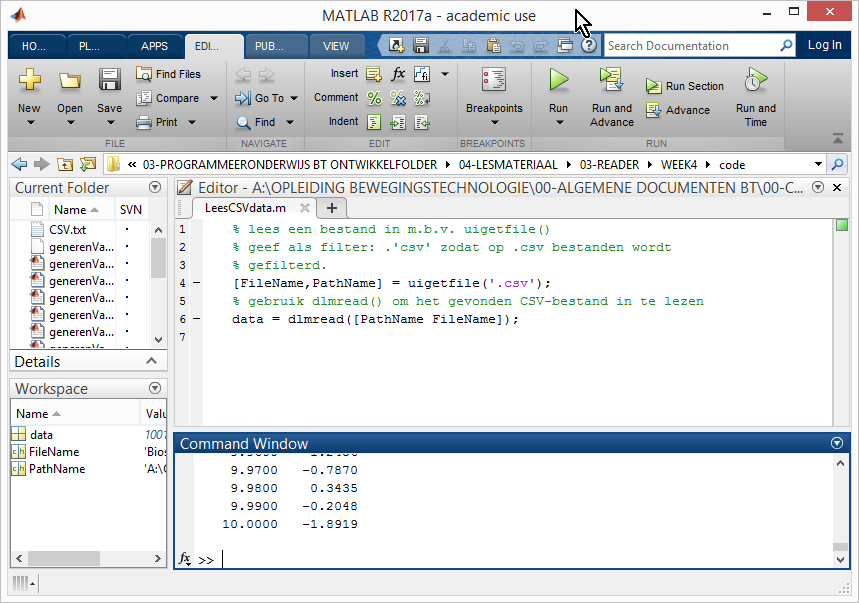 MATLAB R2017a - academic use
HO... PL... APPS EDI... PUB... VIEW Search Documentation Log In
New Open Save Find Files Compare Print
Go To Find
Insert Comment Indent fx
Breakpoints
Run Run and Advance Run Section Advance Run and Time
FILE NAVIGATE EDIT BREAKPOINTS RUN
« 03-PROGRAMMEERONDERWIJS BT ONTWIKKELFOLDER 04-LESMATERIAAL 03-READER WEEK4 code
Current Folder
Name SVN
CSV.txt
generenVa...
generenVa...
generenVa...
generenVa...
generenVa...
generenVa...
generenVa...
Details
Workspace
Name Valu
data 1001
FileName 'Bios
PathName 'A:\O
Editor - A:\OPLEIDING BEWEGINGSTECHNOLOGIE\00-ALGEMENE DOCUMENTEN BT\00-C...
LeesCSVdata.m
1 % lees een bestand in m.b.v. uigetfile()
2 % geef als filter: .'csv' zodat op .csv bestanden wordt
3 % gefilterd.
4 [FileName,PathName] = uigetfile('.csv');
5 % gebruik dlmread() om het gevonden CSV-bestand in te lezen
6 data = dlmread([PathName FileName]);
7
Command Window
9.9700 -0.7870
9.9800 0.3435
9.9900 -0.2048
10.0000 -1.8919
fx >>